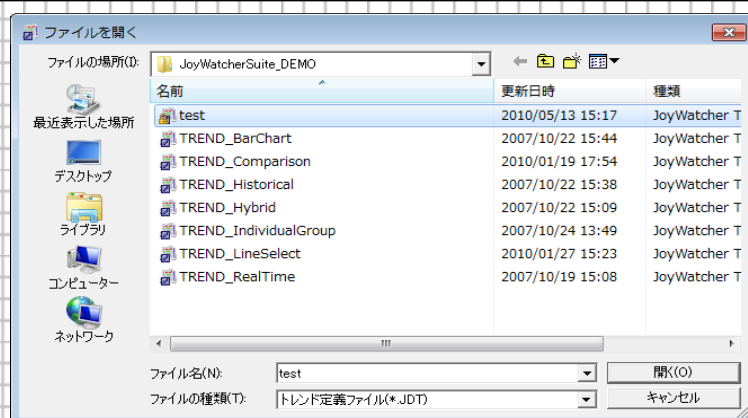 ファイルを開く
ファイルの場所(I):
JoyWatcherSuite_DEMO
名前 更新日時 種類
test 2010/05/13 15:17 JoyWatcher T
TREND_BarChart 2007/10/22 15:44 JoyWatcher T
TREND_Comparison 2010/01/19 17:54 JoyWatcher T
TREND_Historical 2007/10/22 15:38 JoyWatcher T
TREND_Hybrid 2007/10/22 15:09 JoyWatcher T
TREND_IndividualGroup 2007/10/24 13:49 JoyWatcher T
TREND_LineSelect 2010/01/27 15:23 JoyWatcher T
TREND_RealTime 2007/10/19 15:08 JoyWatcher T
最近表示した場所
デスクトップ
ライブラリ
コンピューター
ネットワーク
ファイル名(N): test 開く(O)
ファイルの種類(T): トレンド定義ファイル(*.JDT) キャンセル